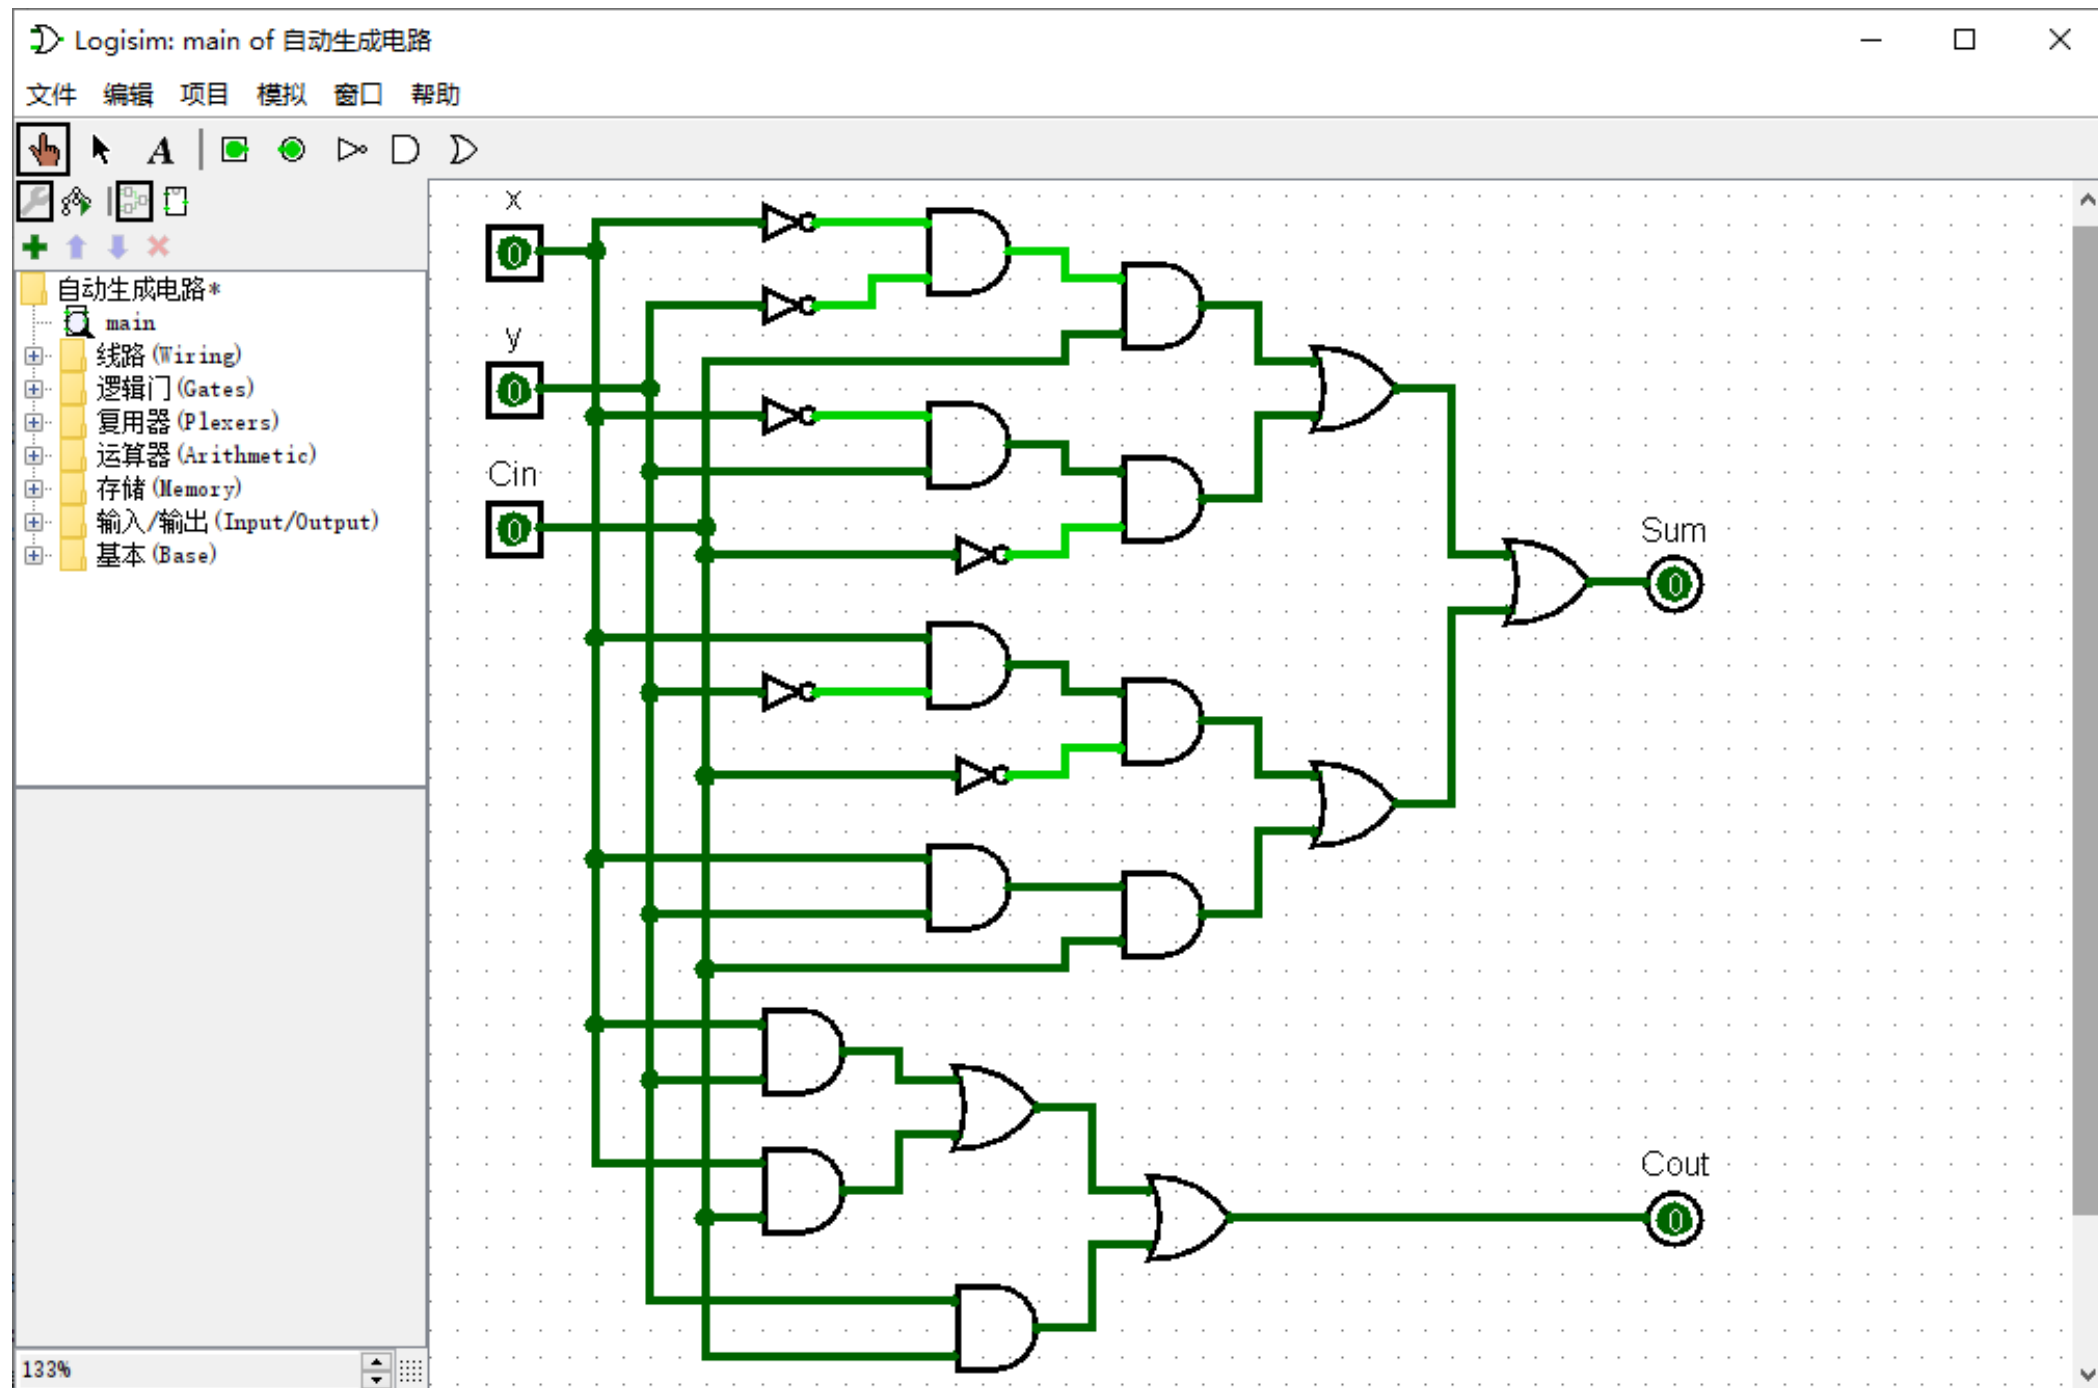 Logisim: main of 自动生成电路
文件 编辑 项目 模拟 窗口 帮助
A
自动生成电路*
main
线路(Wiring)
逻辑门(Gates)
复用器(Plexers)
运算器(Arithmetic)
存储(Memory)
输入/输出(Input/Output)
基本(Base)
133%
x
0
y
0
Cin
0
Sum
0
Cout
0